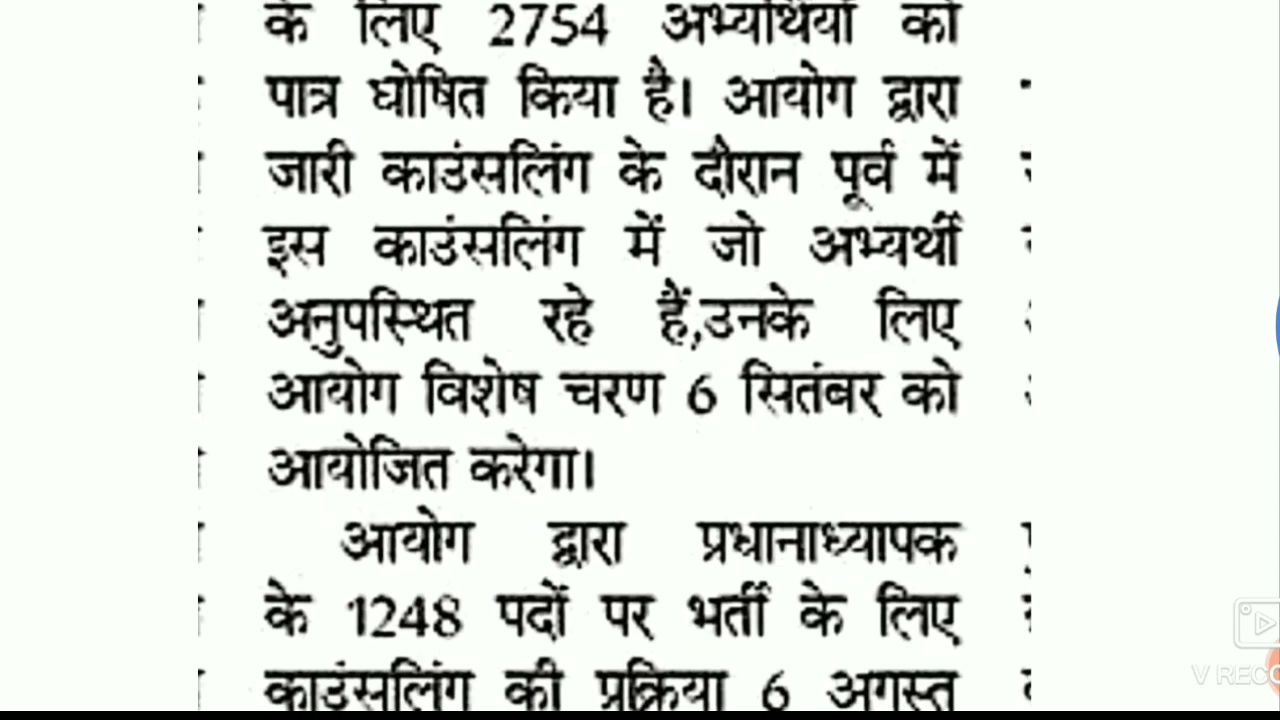 के लिए 2754 अभ्यर्थियों को
पात्र घोषित किया है। आयोग द्वारा
जारी काउंसलिंग के दौरान पूर्व में
इस काउंसलिंग में जो अभ्यर्थी
अनुपस्थित रहे हैं,उनके लिए
आयोग विशेष चरण 6 सितंबर को
आयोजित करेगा।
आयोग द्वारा प्रधानाध्यापक
के 1248 पदों पर भर्ती के लिए
काउंसलिंग की प्रक्रिया 6 अगस्त
V RECO